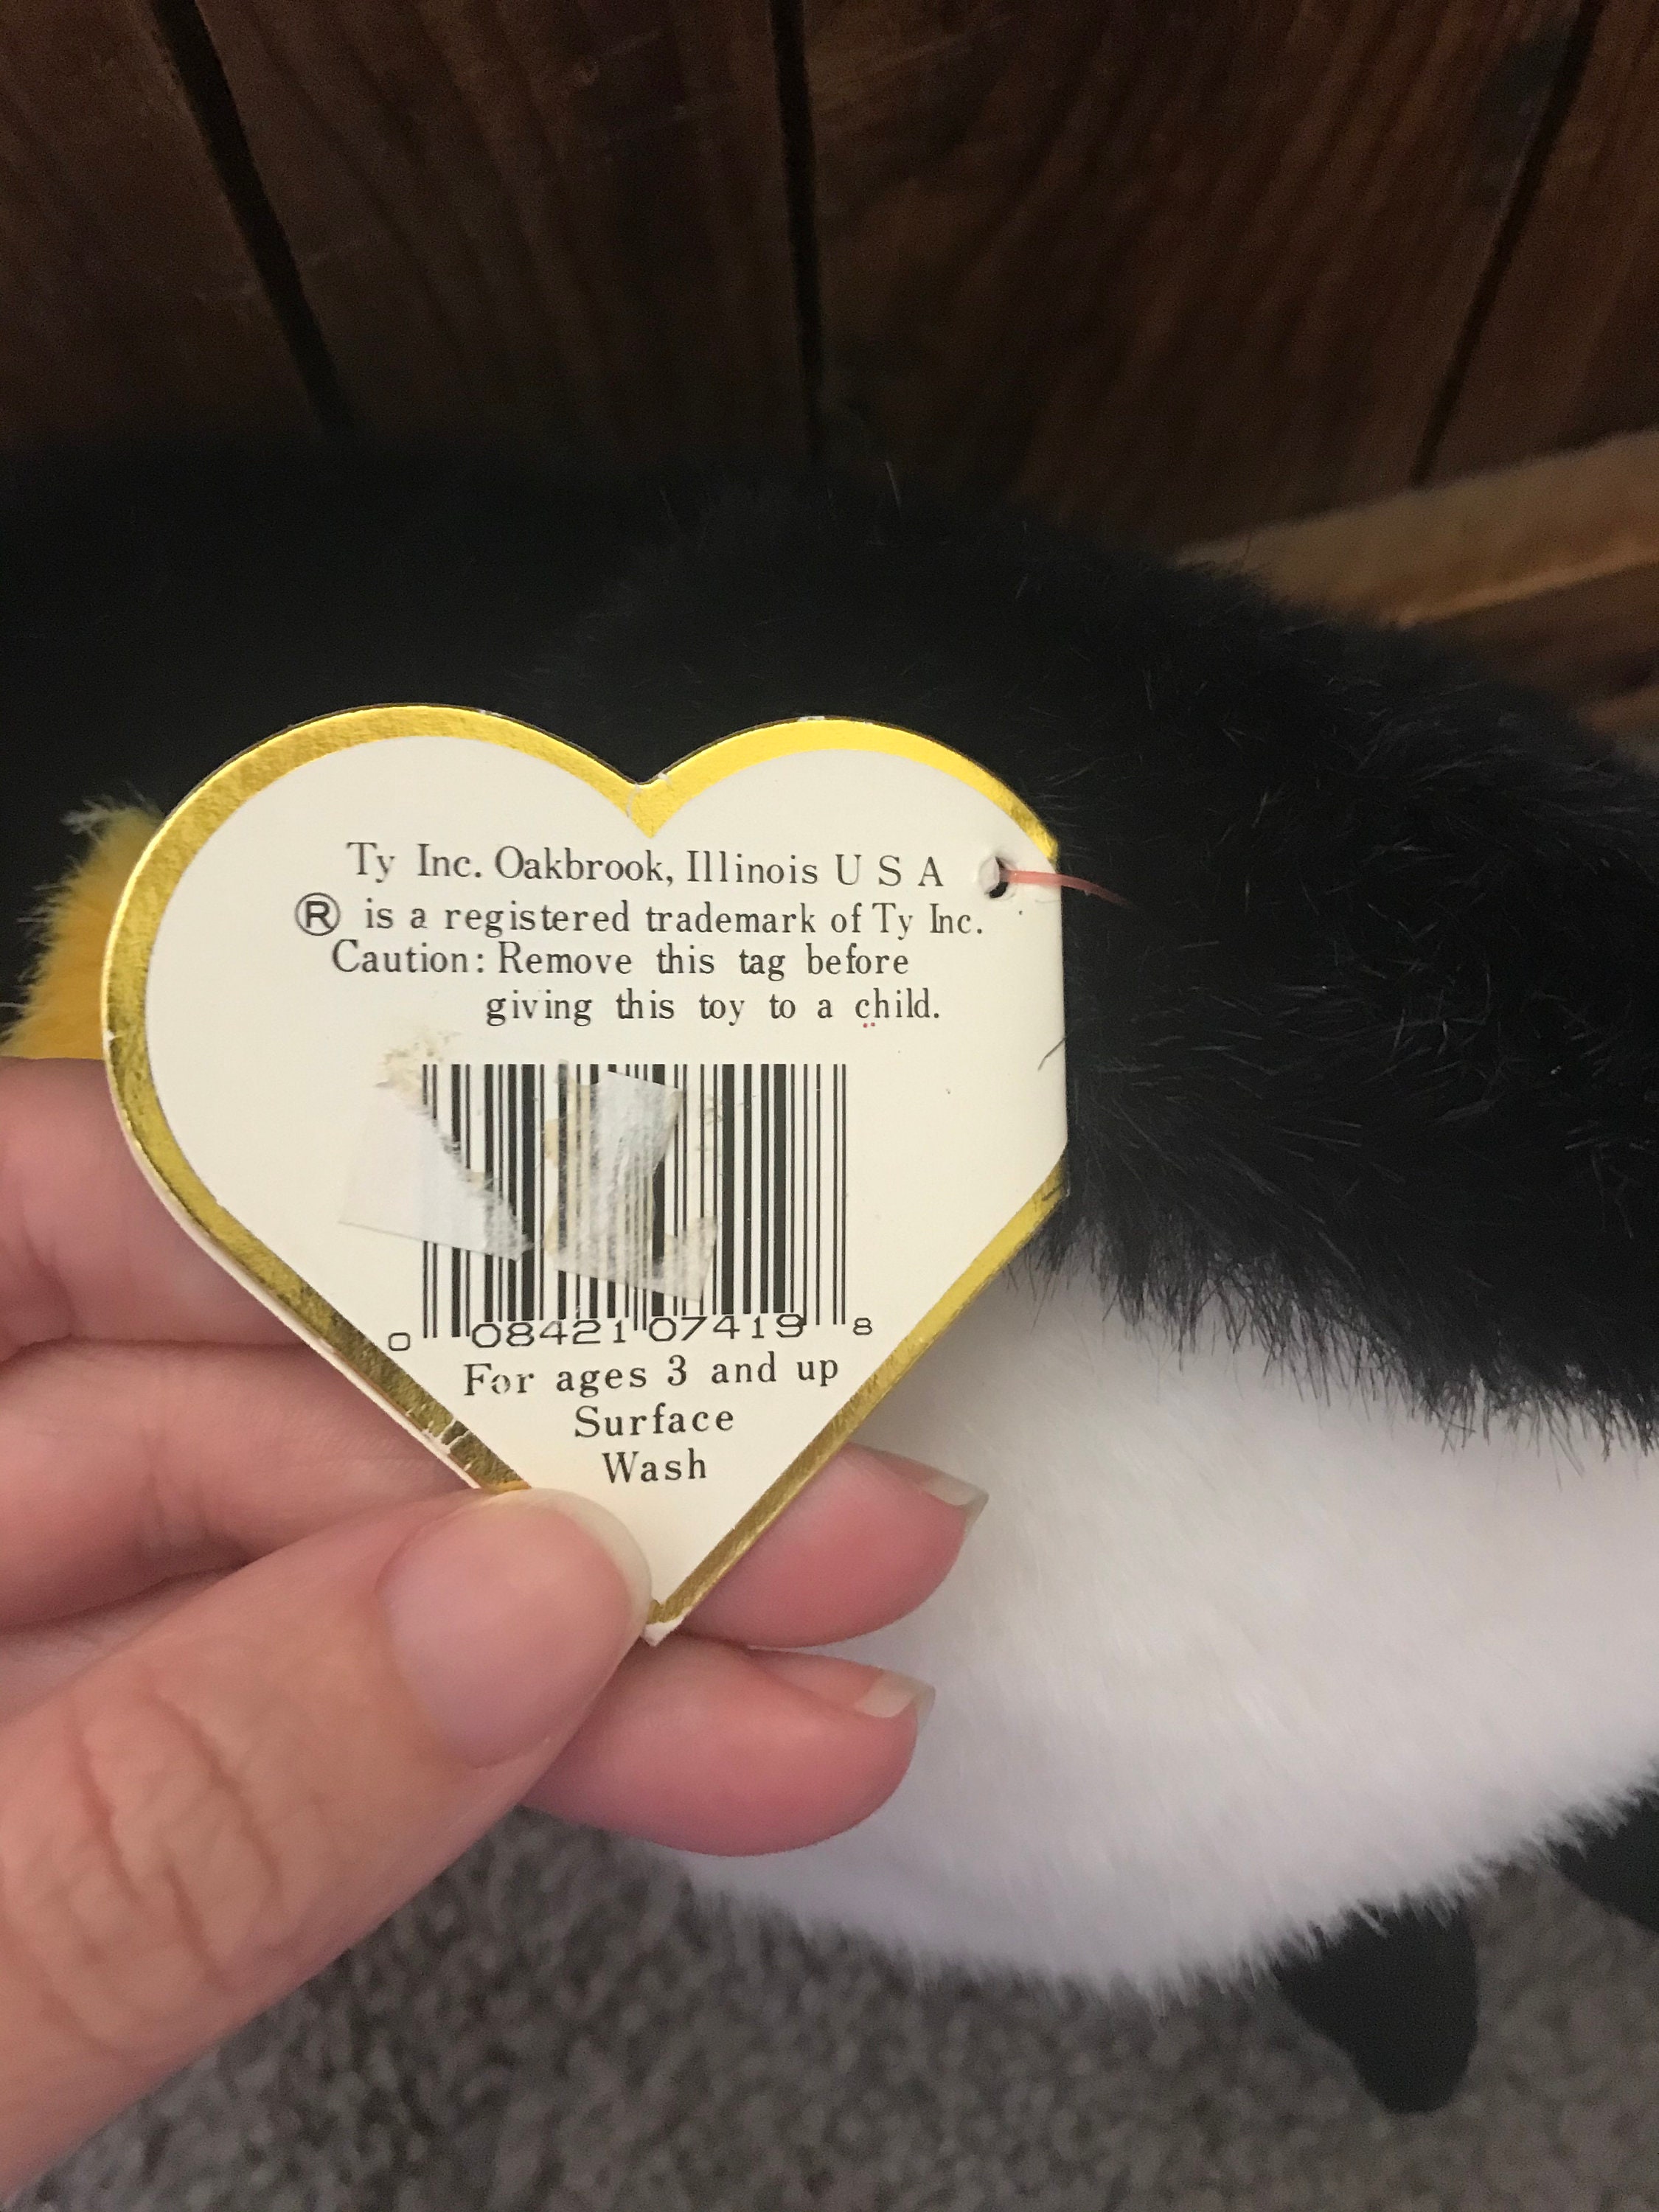 Ty Inc. Oakbrook, Illinois U S A
® is a registered trademark of Ty Inc.
Caution: Remove this tag before
giving this toy to a child.
0 08421 07419 8
For ages 3 and up
Surface
Wash